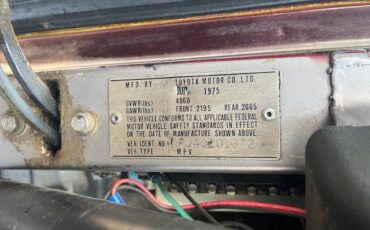 MFD. BY TOYOTA MOTOR CO., LTD.
JUN 1975
GVWR(lbs) 4860
GAWR(lbs) FRONT 2195 REAR 2665
THIS VEHICLE CONFORMS TO ALL APPLICABLE FEDERAL
MOTOR VEHICLE SAFETY STANDARDS IN EFFECT
ON THE DATE OF MANUFACTURE SHOWN ABOVE.
VEH. IDENT. NO.
VEH. TYPE M.P.V.